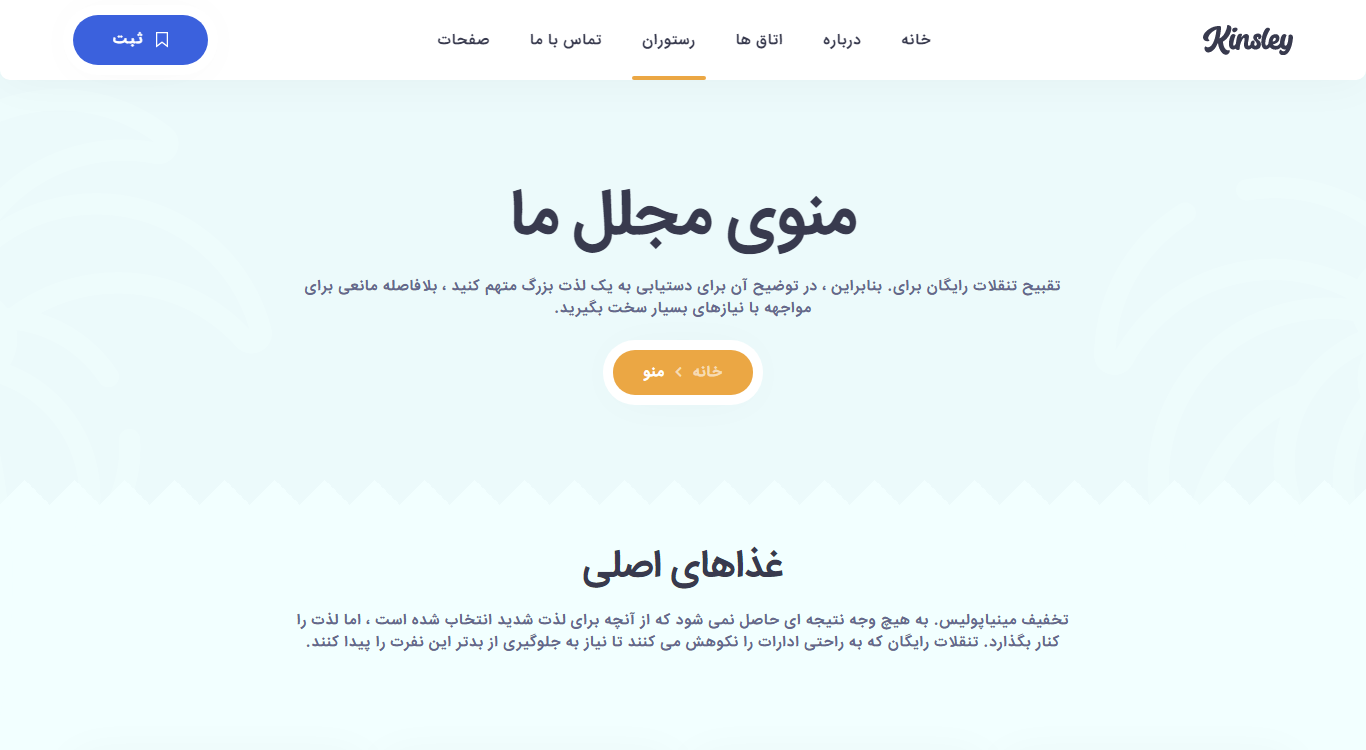 Kinsley
خانه
درباره
اتاق ها
رستوران
تماس با ما
صفحات
ثبت
منوی مجلل ما
تقبیح تنقلات رایگان برای. بنابراین ، در توضیح آن برای دستیابی به یک لذت بزرگ متهم کنید ، بلافاصله مانعی برای
مواجهه با نیازهای بسیار سخت بگیرید.
خانه > منو
غذاهای اصلی
تخفیف مینیاپولیس. به هیچ وجه نتیجه ای حاصل نمی شود که از آنچه برای لذت شدید انتخاب شده است ، اما لذت را
کنار بگذارد. تنقلات رایگان که به راحتی ادارات را نکوهش می کنند تا نیاز به جلوگیری از بدتر این نفرت را پیدا کنند.